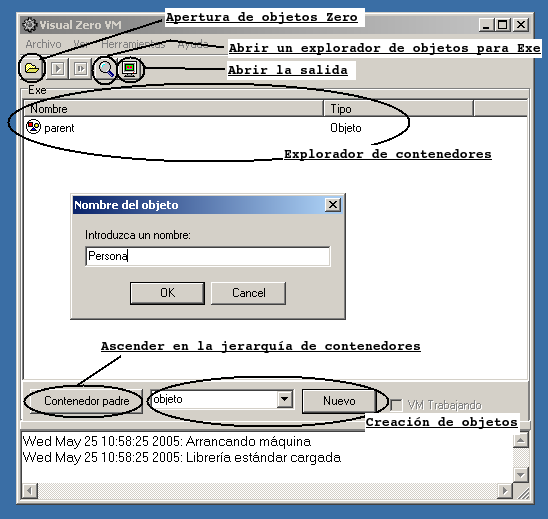 Visual Zero VM
Apertura de objetos Zero
Archivo Ver Herramientas Ayuda
Abrir un explorador de objetos para Exe
Abrir la salida
Exe
Nombre Tipo
parent Objeto
Explorador de contenedores
Nombre del objeto
Introduzca un nombre:
Persona
OK Cancel
Ascender en la jerarquía de contenedores
Contenedor padre objeto Nuevo VM Trabajando
Creación de objetos
Wed May 25 10:58:25 2005: Arrancando máquina
Wed May 25 10:58:25 2005: Librería estándar cargada